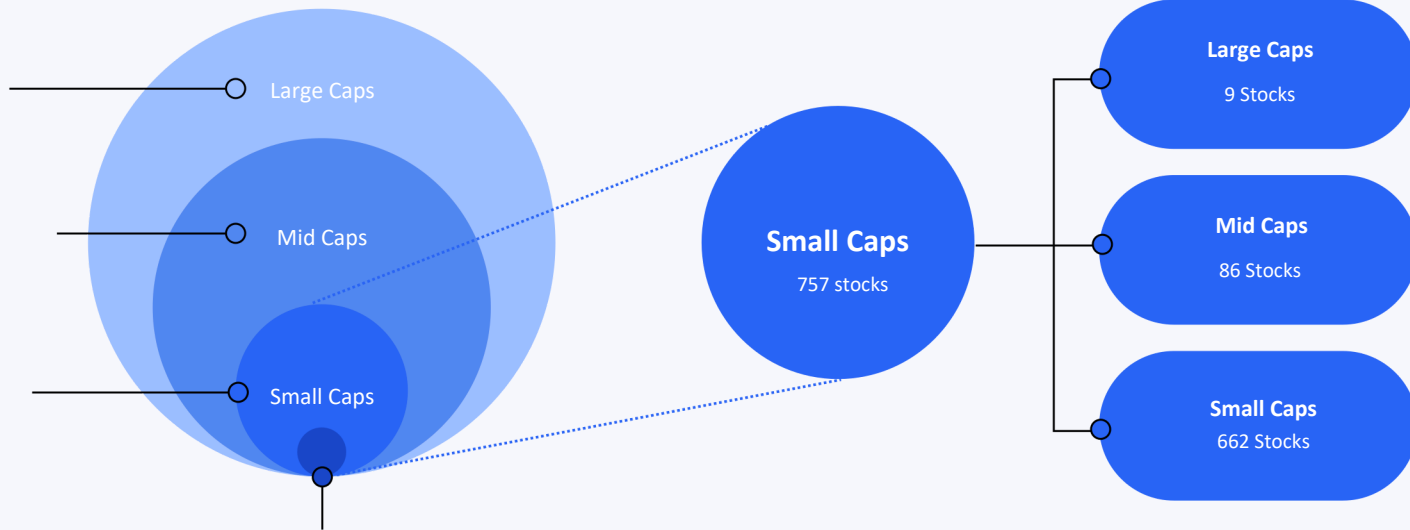 Large Caps
Mid Caps
Small Caps
Small Caps
757 stocks
Large Caps
9 Stocks
Mid Caps
86 Stocks
Small Caps
662 Stocks